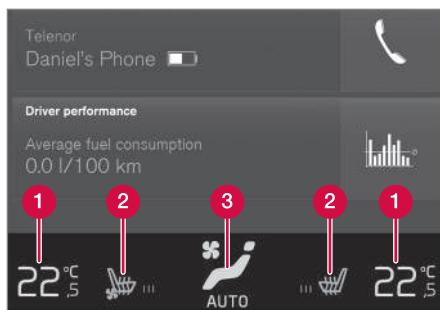 Telenor
Daniel's Phone
Driver performance
Average fuel consumption
0.0 l/100 km
1 2 3 2 1
22°C,5 AUTO 22°C,5